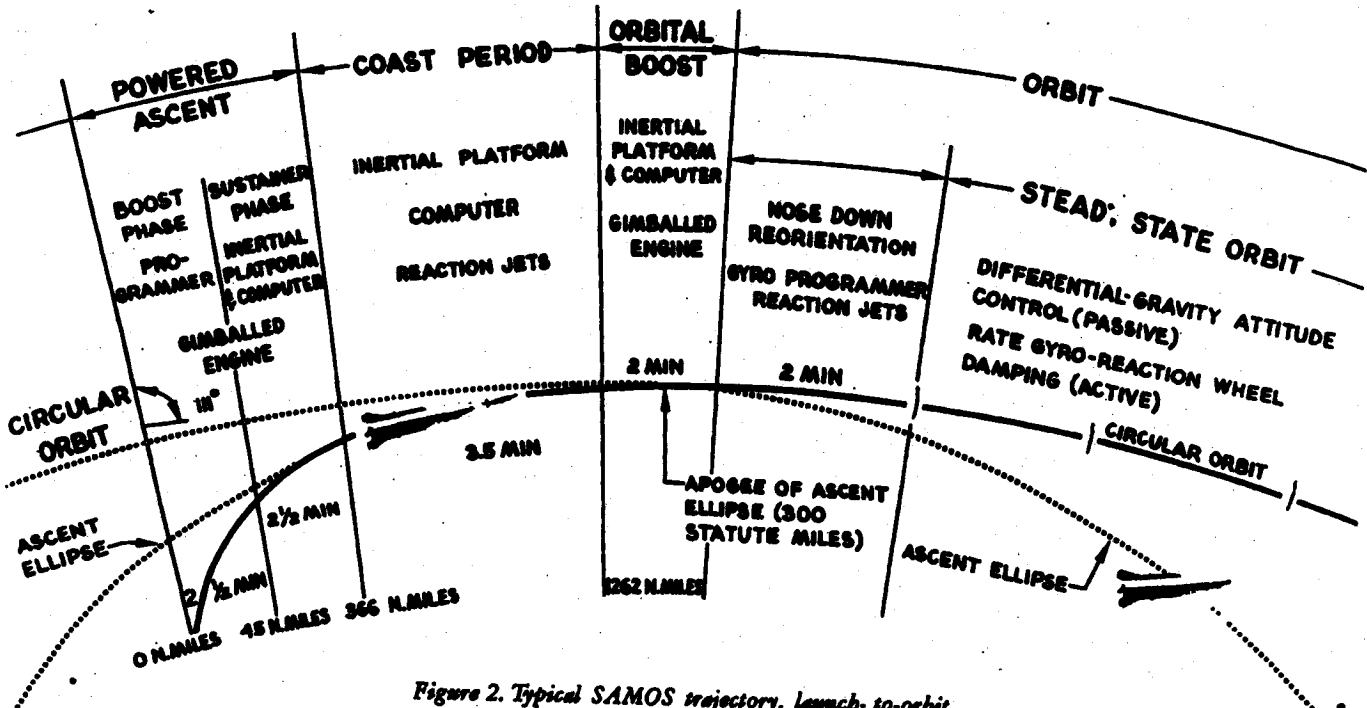 POWERED
ASCENT
COAST PERIOD
ORBITAL
BOOST
ORBIT
BOOST
PHASE
PRO-
GRAMMER
SUSTAINER
PHASE
INERTIAL
PLATFORM
& COMPUTER
GIMBALLED
ENGINE
INERTIAL PLATFORM
COMPUTER
REACTION JETS
INERTIAL
PLATFORM
& COMPUTER
GIMBALLED
ENGINE
NOSE DOWN
REORIENTATION
GYRO PROGRAMMER
REACTION JETS
STEAD: STATE ORBIT
DIFFERENTIAL-GRAVITY ATTITUDE
CONTROL (PASSIVE)
RATE GYRO-REACTION WHEEL
DAMPING (ACTIVE)
2 MIN
2 MIN
CIRCULAR
ORBIT
3.5 MIN
CIRCULAR ORBIT
APOGEE OF ASCENT
ELLIPSE (300
STATUTE MILES)
ASCENT
ELLIPSE
2½ MIN
2 ½ MIN
ASCENT ELLIPSE
0 N.MILES 45 N.MILES 366 N.MILES
1262 N.MILES
Figure 2. Typical SAMOS trajectory, launch- to-orbit